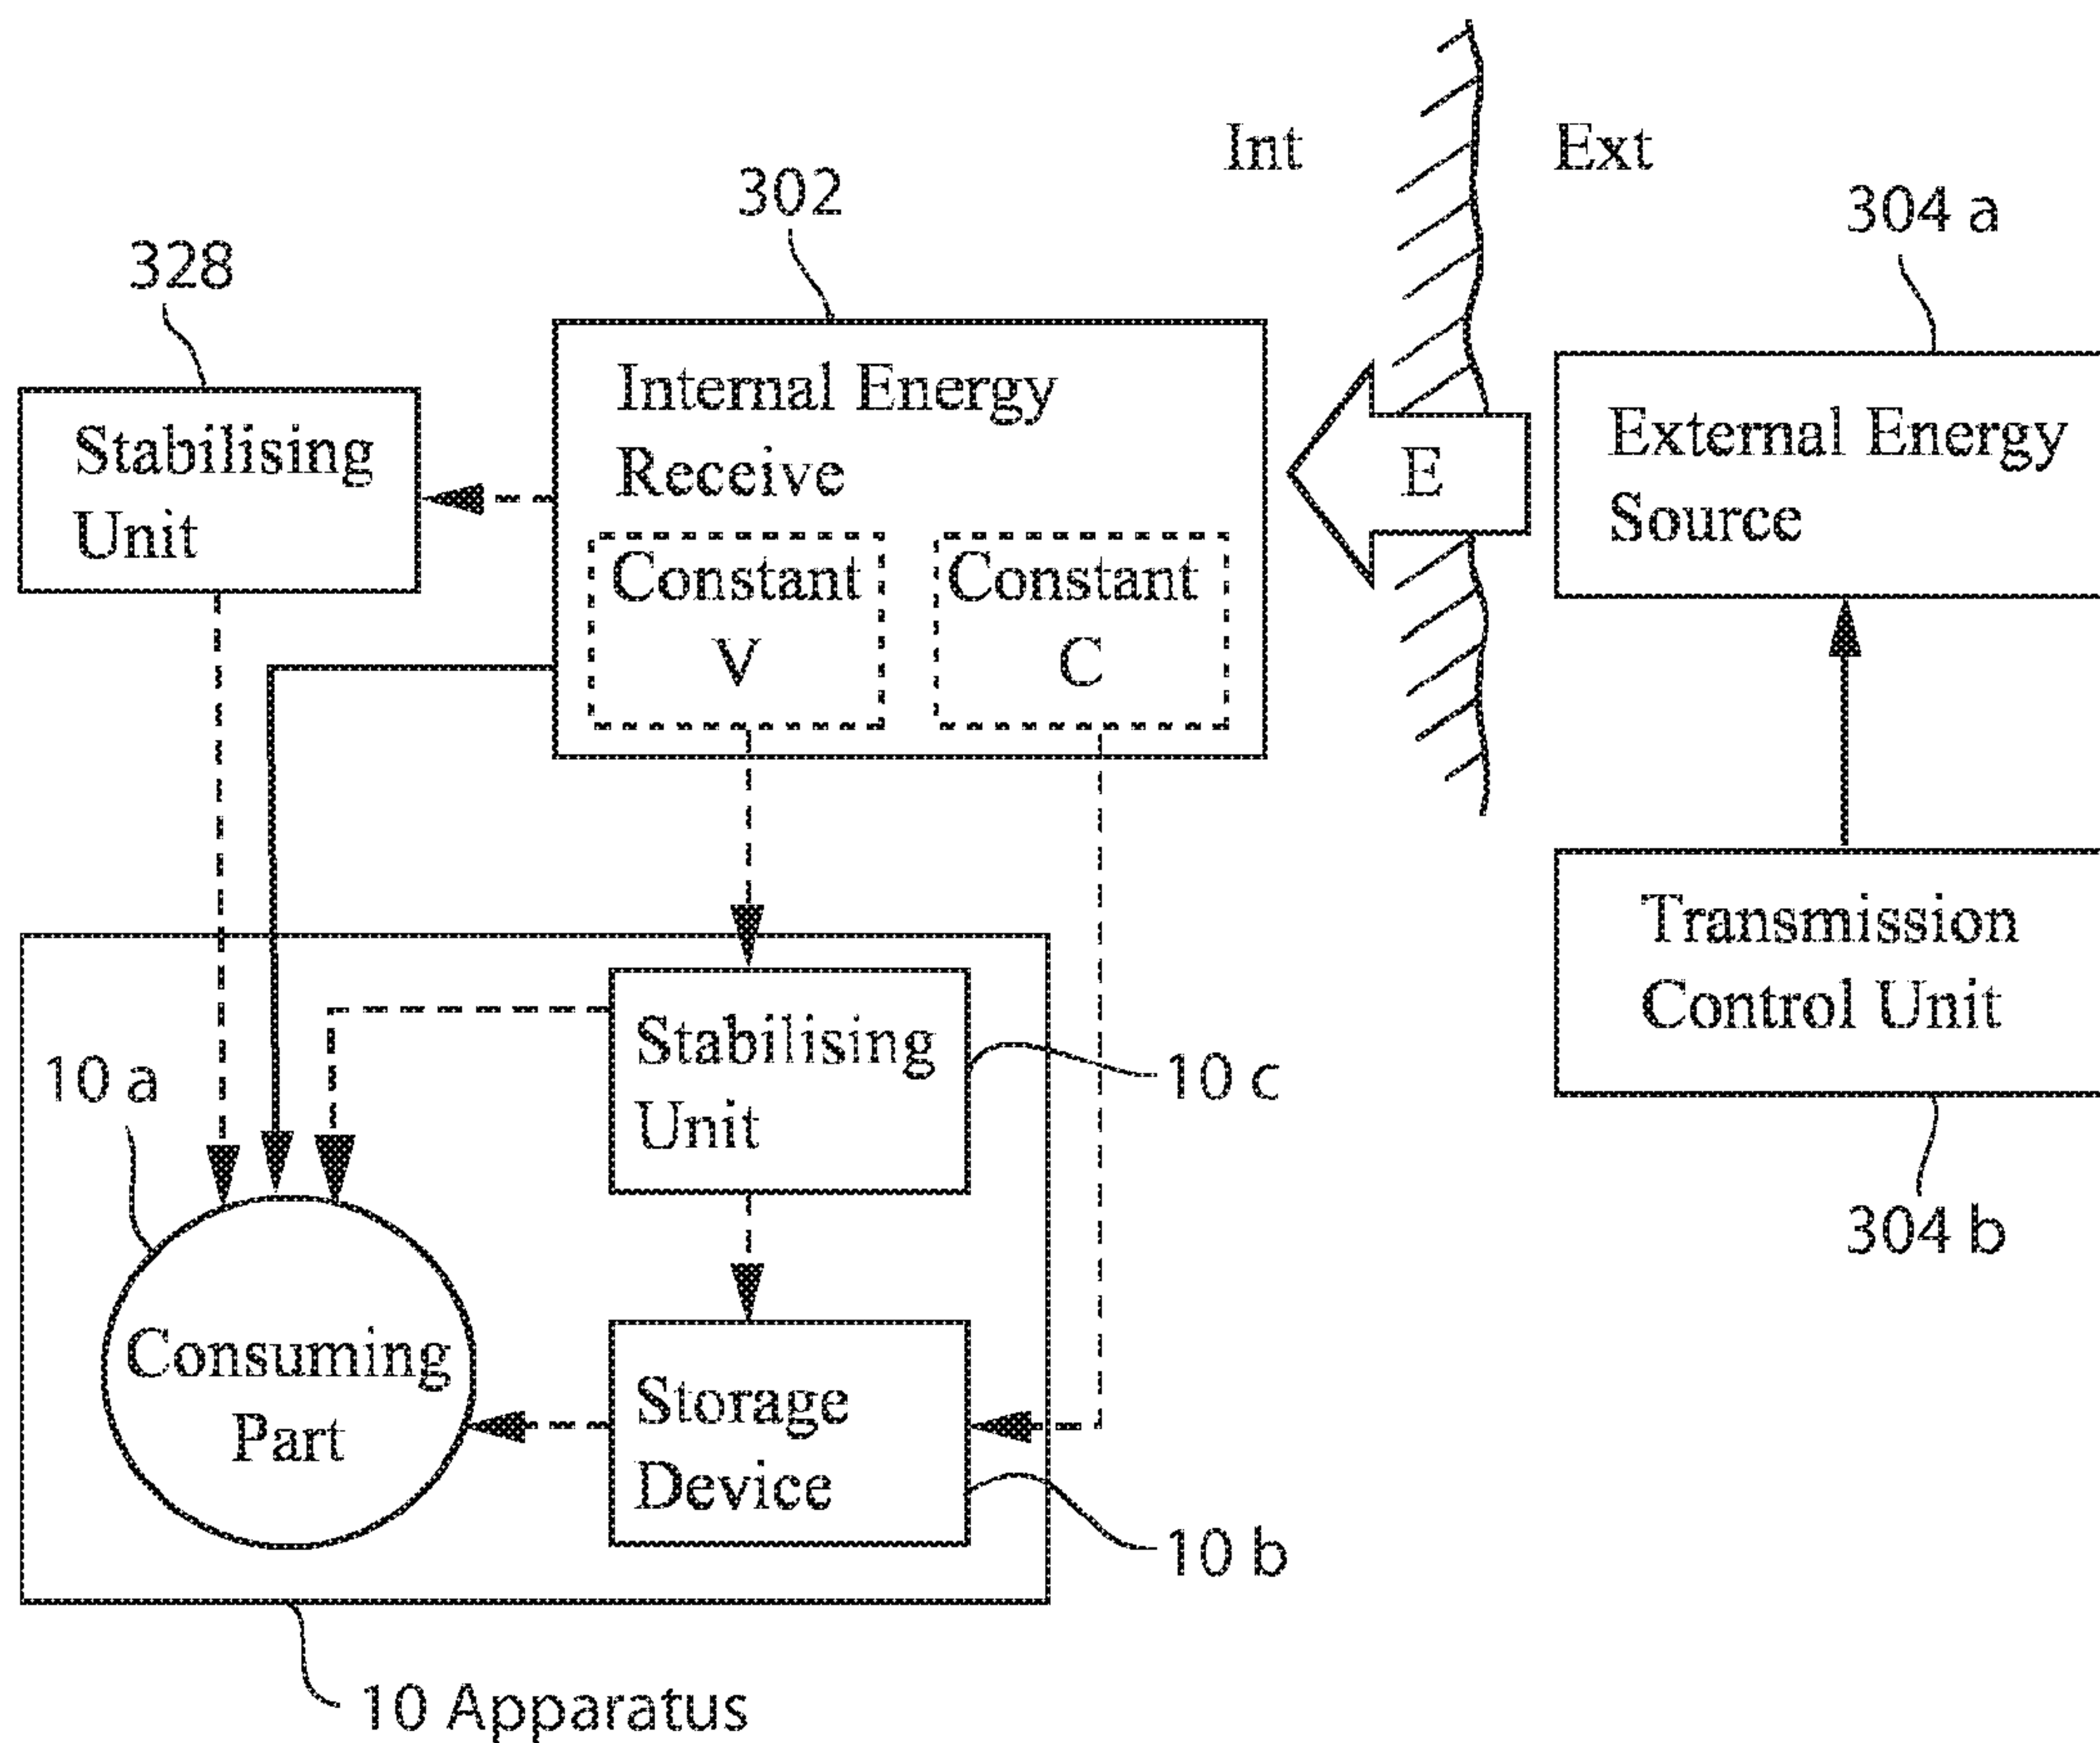 Int
Ext
302
304 a
328
Internal Energy
Receive
Constant
V
Constant
C
Stabilising
Unit
E
External Energy
Source
Transmission
Control Unit
304 b
10 a
Stabilising
Unit
10 c
Consuming
Part
Storage
Device
10 b
10 Apparatus